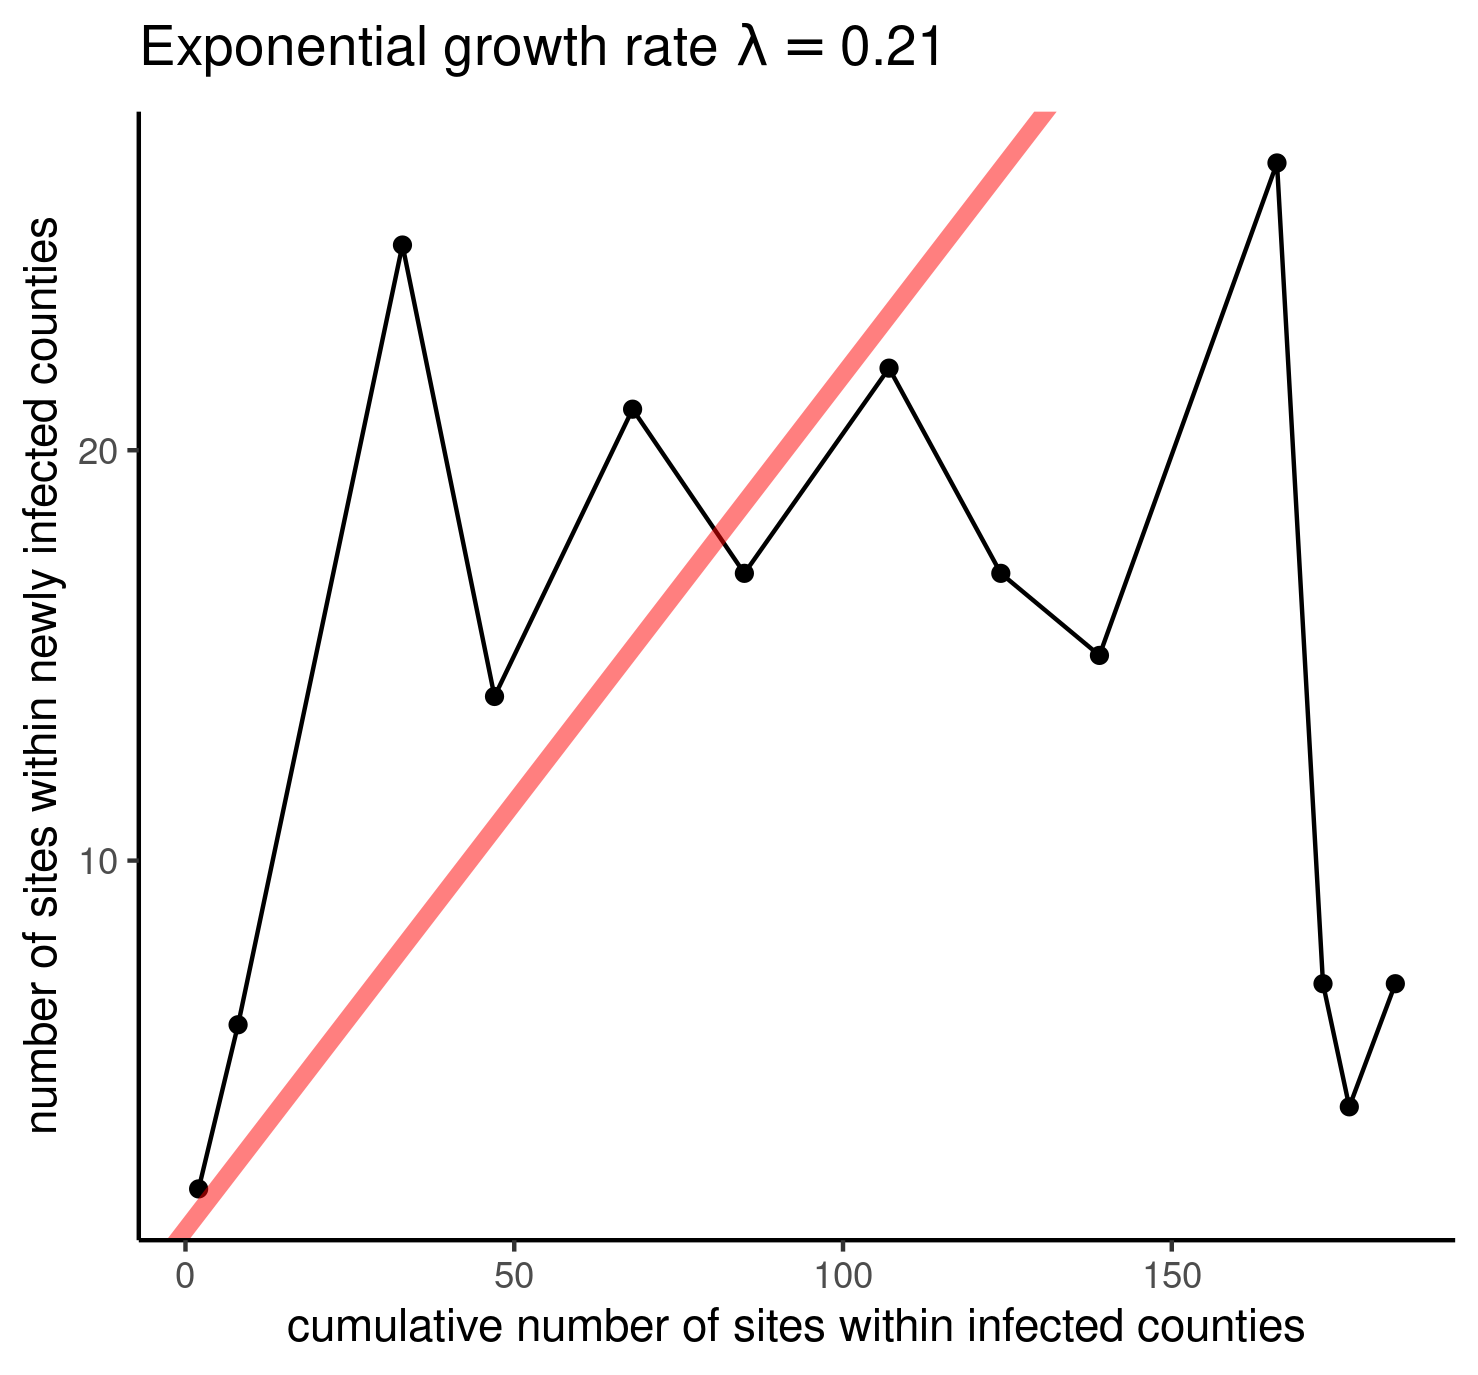 Exponential growth rate λ = 0.21
number of sites within newly infected counties
20
10
0 50 100 150
cumulative number of sites within infected counties